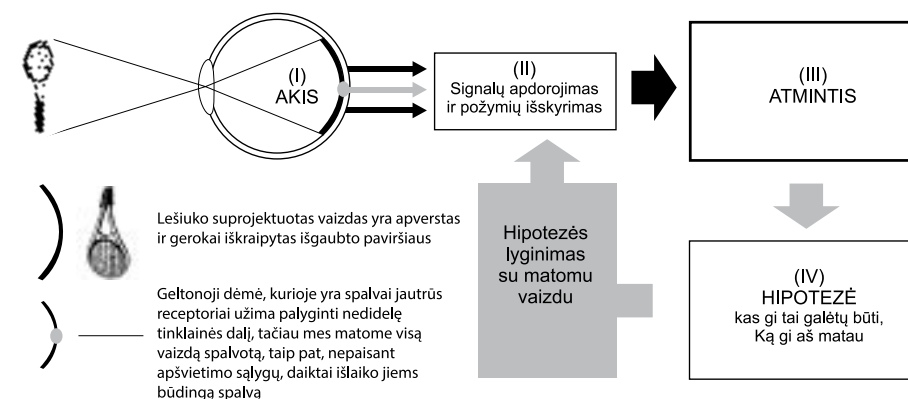 (I)
AKIS
(II)
Signalų apdorojimas
ir požymių išskyrimas
(III)
ATMINTIS
Lešiuko suprojektuotas vaizdas yra apverstas
ir gerokai iškraipytas išgaubto paviršiaus
Hipotezės
lyginimas
su matomu
vaizdu
(IV)
HIPOTEZĖ
kas gi tai galėtų būti,
Ką gi aš matau
Geltonoji dėmė, kurioje yra spalvai jautrūs
receptoriai užima palyginti nedidelę
tinklainės dalį, tačiau mes matome visą
vaizdą spalvotą, taip pat, nepaisant
apšvietimo sąlygų, daiktai išlaiko jiems
būdingą spalvą